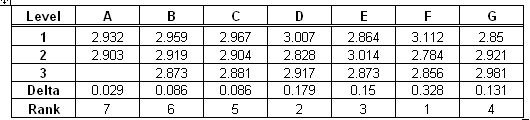 Level A B C D E F G
1 2.932 2.959 2.967 3.007 2.864 3.112 2.85
2 2.903 2.919 2.904 2.828 3.014 2.784 2.921
3 2.873 2.881 2.917 2.873 2.856 2.981
Delta 0.029 0.086 0.086 0.179 0.15 0.328 0.131
Rank 7 6 5 2 3 1 4